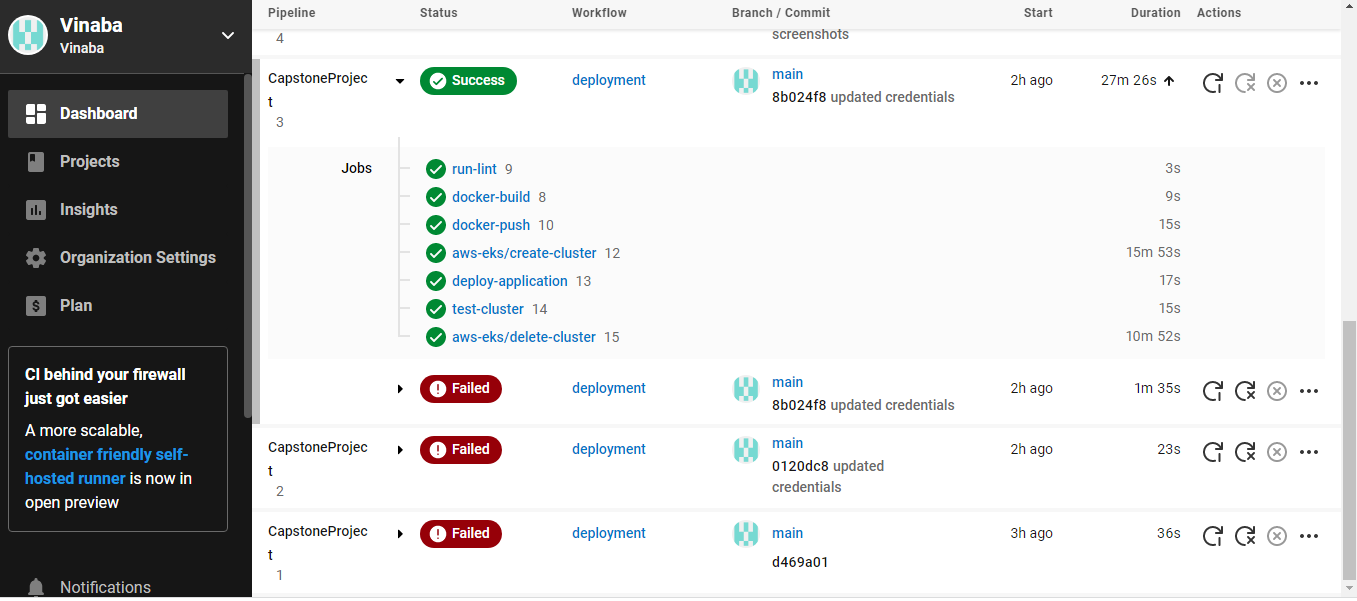 Vinaba
Vinaba
Dashboard
Projects
Insights
Organization Settings
$ Plan
CI behind your firewall
just got easier
A more scalable,
container friendly self-
hosted runner is now in
open preview
Notifications
Pipeline Status Workflow Branch / Commit Start Duration Actions
4 screenshots
CapstoneProjec
t
3
Success deployment main 2h ago 27m 26s
8b024f8 updated credentials
Jobs
run-lint 9 3s
docker-build 8 9s
docker-push 10 15s
aws-eks/create-cluster 12 15m 53s
deploy-application 13 17s
test-cluster 14 15s
aws-eks/delete-cluster 15 10m 52s
Failed deployment main 2h ago 1m 35s
8b024f8 updated credentials
CapstoneProjec
t
2
Failed deployment main 2h ago 23s
0120dc8 updated
credentials
CapstoneProjec
t
1
Failed deployment main 3h ago 36s
d469a01